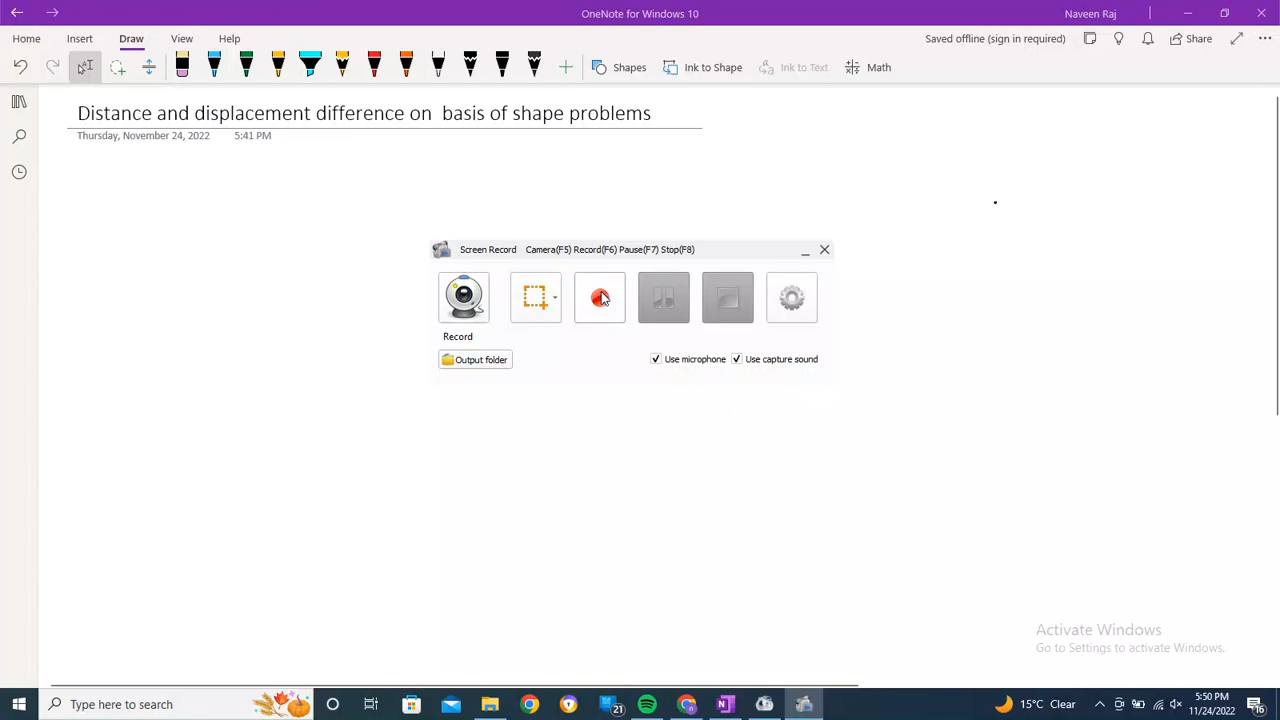 OneNote for Windows 10
Naveen Raj
Home
Insert
Draw
View
Help
Saved offline (sign in required)
Share
Shapes
Ink to Shape
Ink to Text
Math
Distance and displacement difference on  basis of shape problems
Thursday, November 24, 2022
5:41 PM
Screen Record
Camera(F5) Record(F6) Pause(F7) Stop(F8)
Record
Output folder
Use microphone
Use capture sound
Activate Windows
Go to Settings to activate Windows.
Type here to search
21
N
15°C Clear
5:50 PM
11/24/2022
16